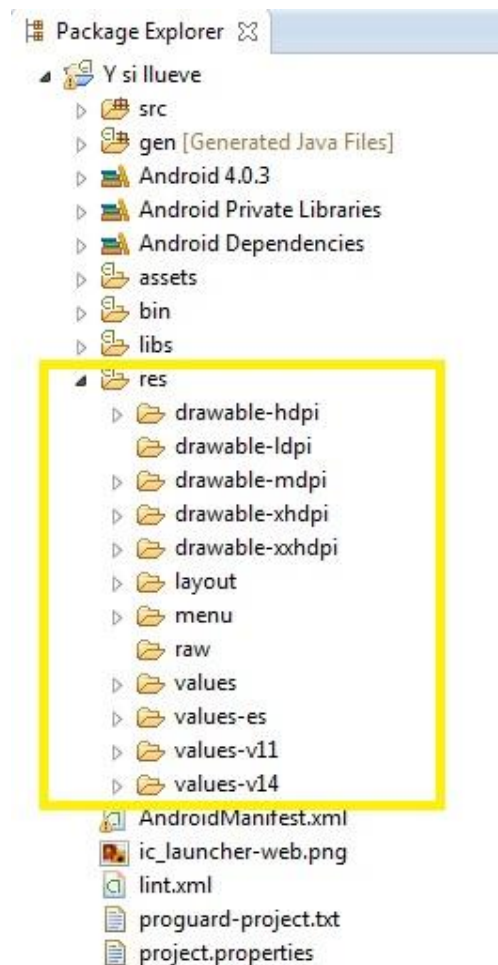 Package Explorer
Y si llueve
src
gen [Generated Java Files]
Android 4.0.3
Android Private Libraries
Android Dependencies
assets
bin
libs
res
drawable-hdpi
drawable-ldpi
drawable-mdpi
drawable-xhdpi
drawable-xxhdpi
layout
menu
raw
values
values-es
values-v11
values-v14
AndroidManifest.xml
ic_launcher-web.png
lint.xml
proguard-project.txt
project.properties